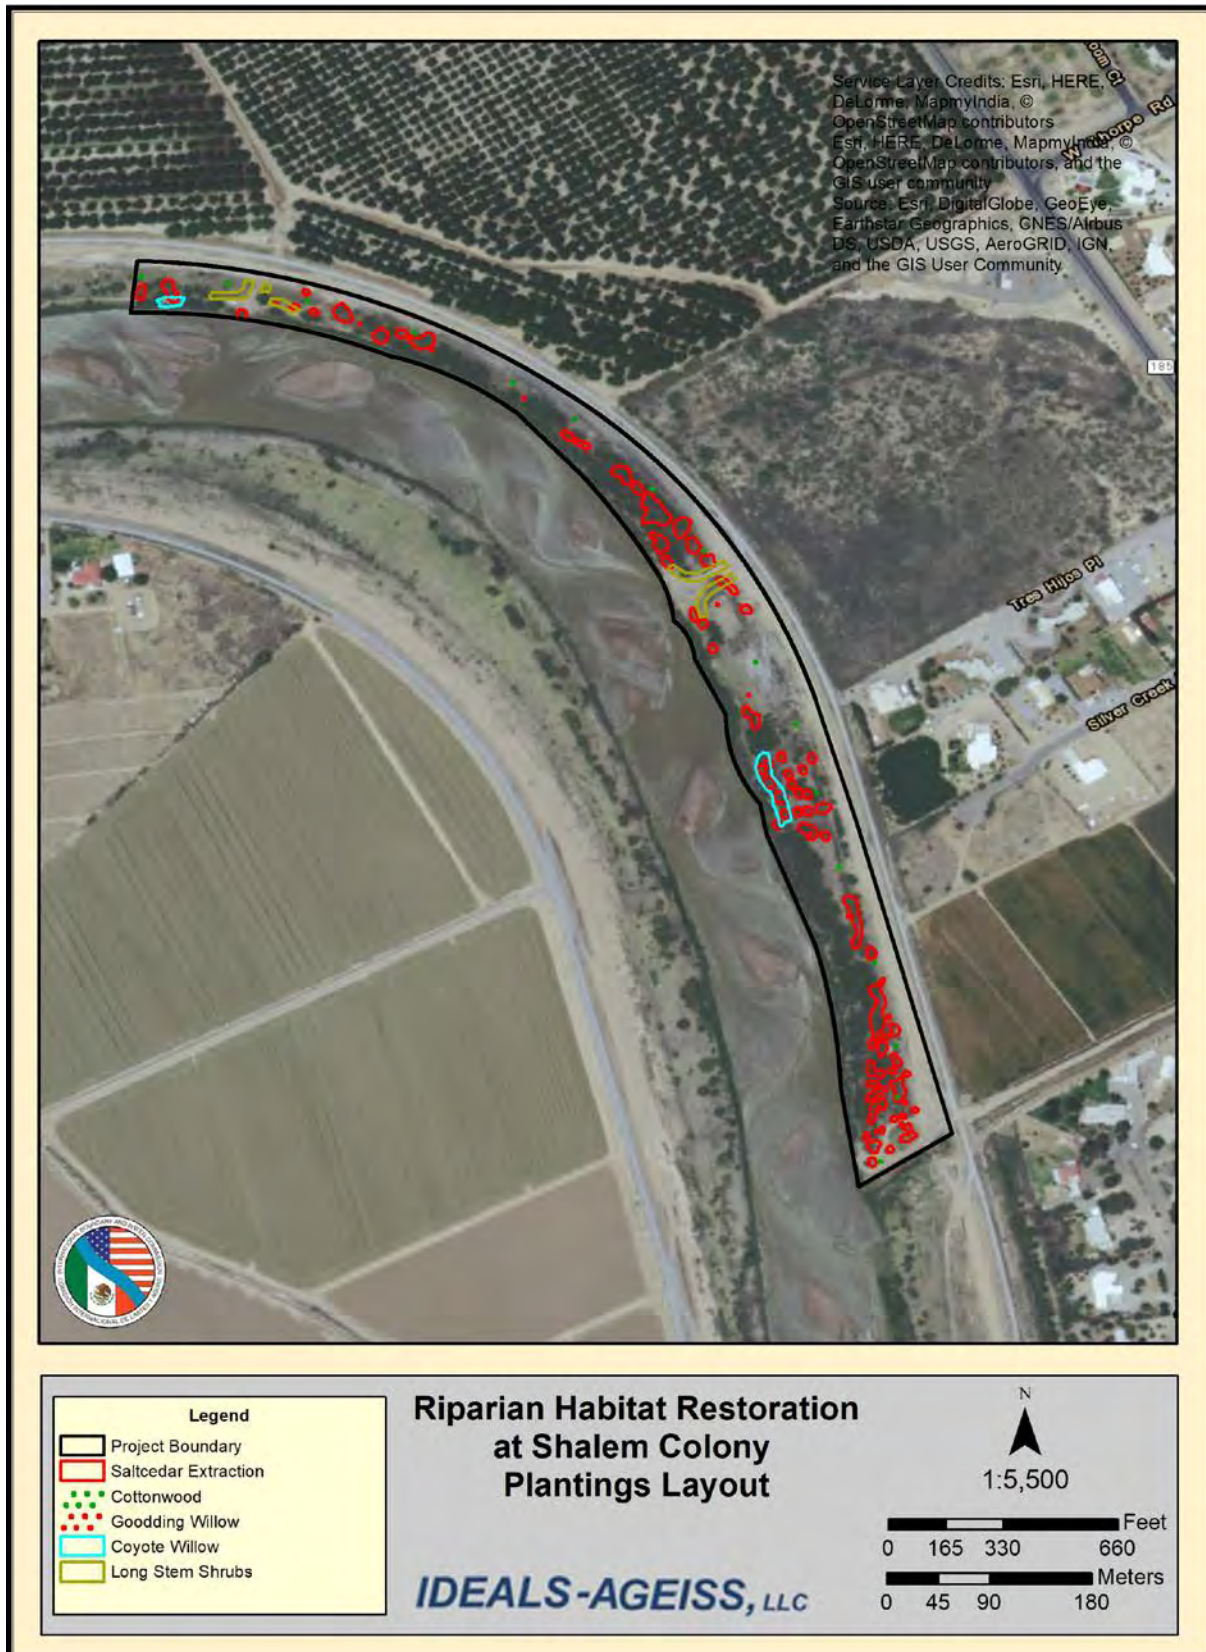 Service Layer Credits: Esri, HERE,
DeLorme, MapmyIndia, ©
OpenStreetMap contributors
Esri, HERE, DeLorme, MapmyIndia, ©
OpenStreetMap contributors, and the
GIS user community
Source: Esri, DigitalGlobe, GeoEye,
Earthstar Geographics, CNES/Airbus
DS, USDA, USGS, AeroGRID, IGN,
and the GIS User Community
oom Cl
W Thorpe Rd
185
Tres Hijos Pl
Silver Creek
Legend
Project Boundary
Saltcedar Extraction
Cottonwood
Goodding Willow
Coyote Willow
Long Stem Shrubs
Riparian Habitat Restoration
at Shalem Colony
Plantings Layout
IDEALS-AGEISS, LLC
N
1:5,500
Feet
0 165 330 660
Meters
0 45 90 180